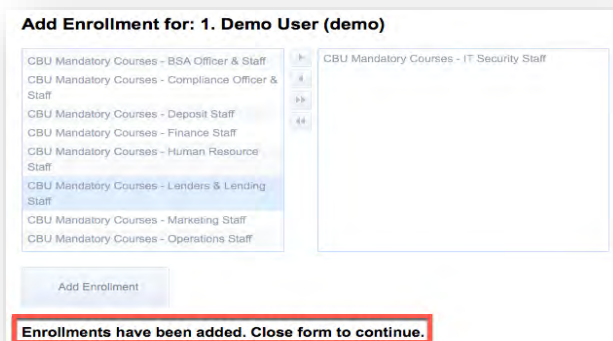 Add Enrollment for: 1. Demo User (demo)
CBU Mandatory Courses - BSA Officer & Staff
CBU Mandatory Courses - Compliance Officer &
Staff
CBU Mandatory Courses - Deposit Staff
CBU Mandatory Courses - Finance Staff
CBU Mandatory Courses - Human Resource
Staff
CBU Mandatory Courses - Lenders & Lending
Staff
CBU Mandatory Courses - Marketing Staff
CBU Mandatory Courses - Operations Staff
CBU Mandatory Courses - IT Security Staff
Add Enrollment
Enrollments have been added. Close form to continue.